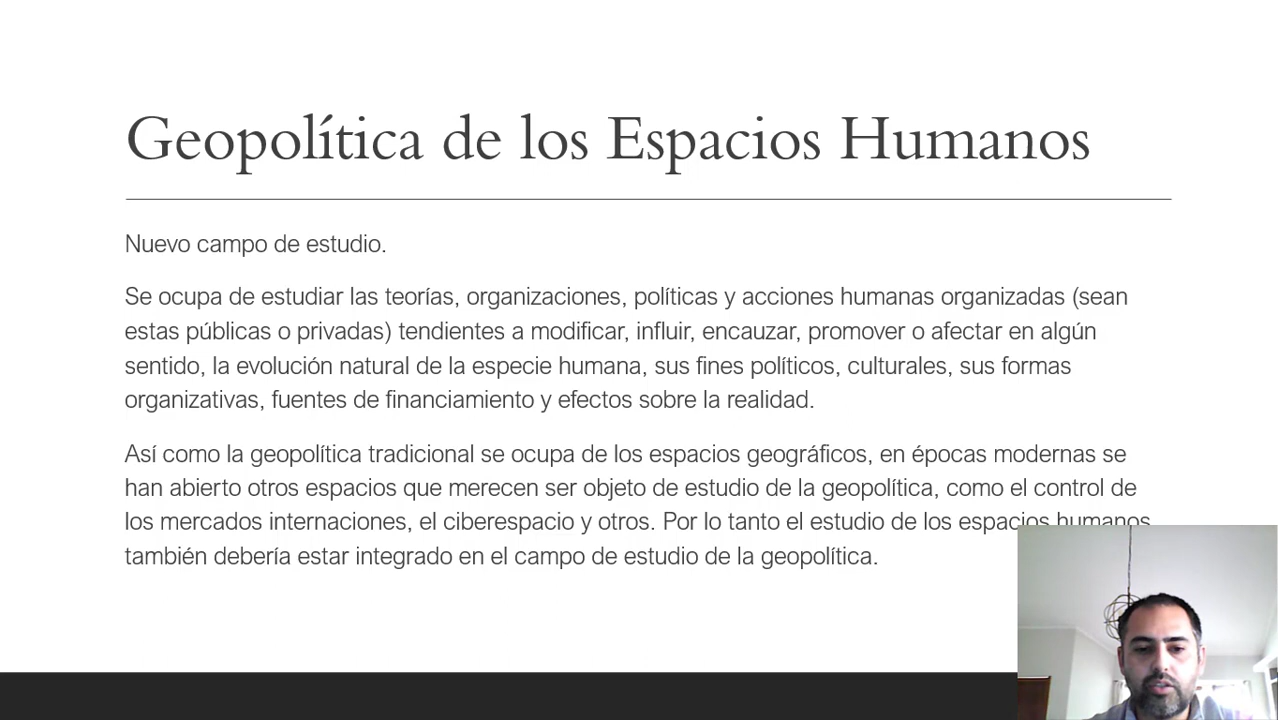 Geopolítica de los Espacios Humanos
Nuevo campo de estudio.
Se ocupa de estudiar las teorías, organizaciones, políticas y acciones humanas organizadas (sean
estas públicas o privadas) tendientes a modificar, influir, encauzar, promover o afectar en algún
sentido, la evolución natural de la especie humana, sus fines políticos, culturales, sus formas
organizativas, fuentes de financiamiento y efectos sobre la realidad.
Así como la geopolítica tradicional se ocupa de los espacios geográficos, en épocas modernas se
han abierto otros espacios que merecen ser objeto de estudio de la geopolítica, como el control de
los mercados internaciones, el ciberespacio y otros. Por lo tanto el estudio de los espacios humanos
también debería estar integrado en el campo de estudio de la geopolítica.